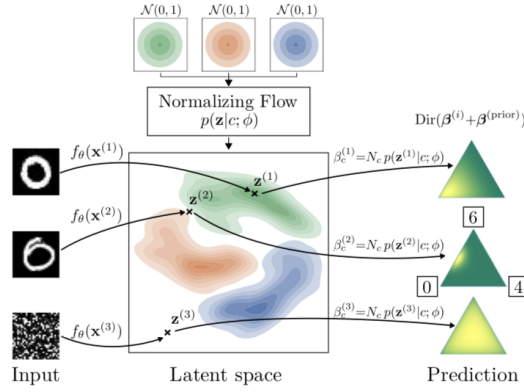 𝒩(0,1) 𝒩(0,1) 𝒩(0,1)
Normalizing Flow
p(z|c; ϕ)
Dir(β⁽ⁱ⁾+β⁽ᵖʳⁱᵒʳ⁾)
f_θ(x⁽¹⁾)
z⁽¹⁾
β_c⁽¹⁾=N_c p(z⁽¹⁾|c; ϕ)
f_θ(x⁽²⁾)
z⁽²⁾
β_c⁽²⁾=N_c p(z⁽²⁾|c; ϕ)
6
0 4
f_θ(x⁽³⁾)
z⁽³⁾
β_c⁽³⁾=N_c p(z⁽³⁾|c; ϕ)
Input Latent space Prediction